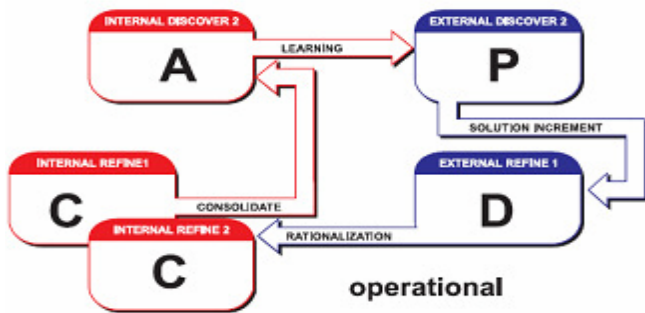 INTERNAL DISCOVER 2
A
LEARNING
EXTERNAL DISCOVER 2
P
SOLUTION INCREMENT
INTERNAL REFINE1
C
CONSOLIDATE
EXTERNAL REFINE 1
D
INTERNAL REFINE 2
C
RATIONALIZATION
operational